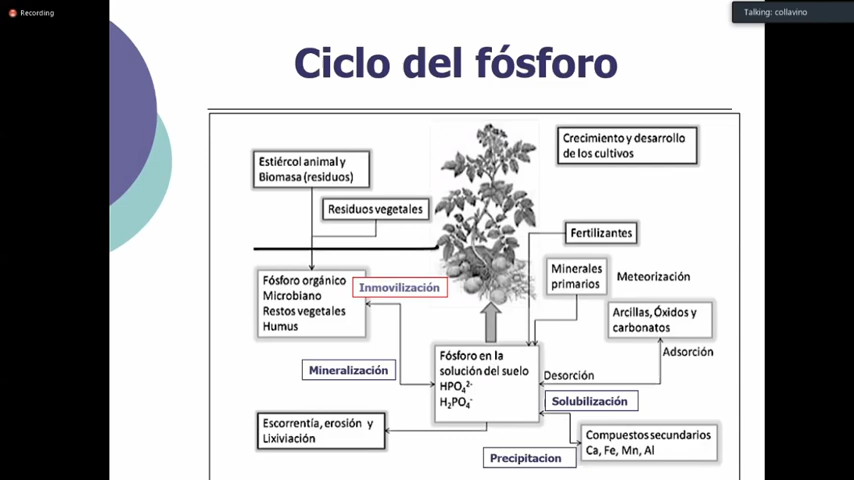 Recording
Talking: collavino
Ciclo del fósforo
Estiércol animal y
Biomasa (residuos)
Crecimiento y desarrollo
de los cultivos
Residuos vegetales
Fertilizantes
Fósforo orgánico
Microbiano
Restos vegetales
Humus
Inmovilización
Minerales
primarios
Meteorización
Arcillas, Óxidos y
carbonatos
Adsorción
Mineralización
Fósforo en la
solución del suelo
HPO₄²⁻
H₂PO₄⁻
Desorción
Solubilización
Escorrentía, erosión y
Lixiviación
Compuestos secundarios
Ca, Fe, Mn, Al
Precipitacion